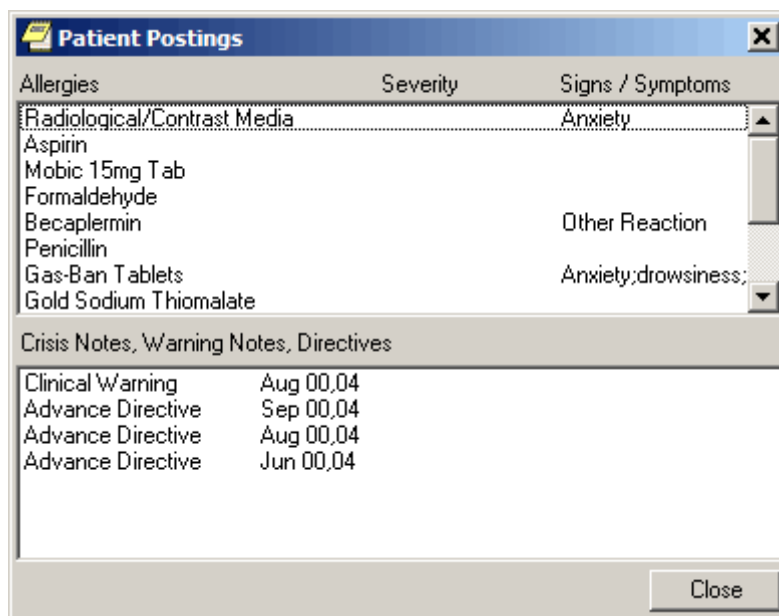 Patient Postings
Allergies Severity Signs / Symptoms
Radiological/Contrast Media Anxiety
Aspirin
Mobic 15mg Tab
Formaldehyde
Becaplermin Other Reaction
Penicillin
Gas-Ban Tablets Anxiety;drowsiness;
Gold Sodium Thiomalate
Crisis Notes, Warning Notes, Directives
Clinical Warning Aug 00,04
Advance Directive Sep 00,04
Advance Directive Aug 00,04
Advance Directive Jun 00,04
Close